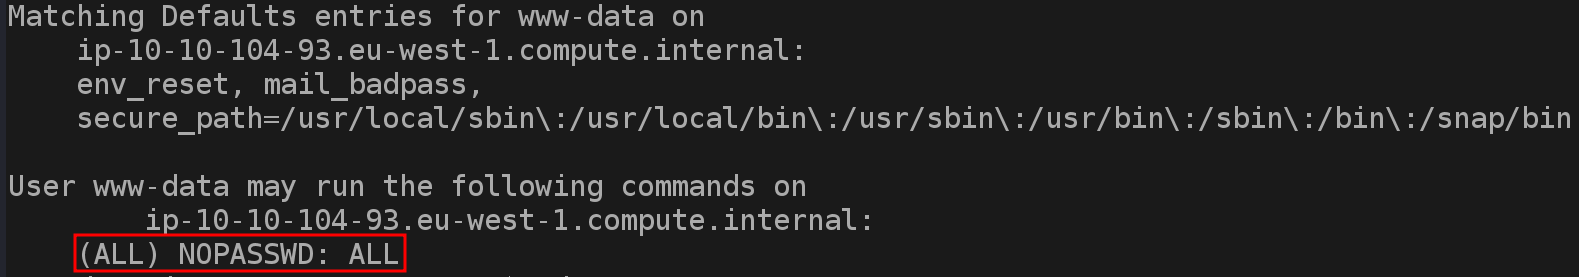 Matching Defaults entries for www-data on
ip-10-10-104-93.eu-west-1.compute.internal:
env_reset, mail_badpass,
secure_path=/usr/local/sbin\:/usr/local/bin\:/usr/sbin\:/usr/bin\:/sbin\:/bin\:/snap/bin
User www-data may run the following commands on
ip-10-10-104-93.eu-west-1.compute.internal:
(ALL) NOPASSWD: ALL